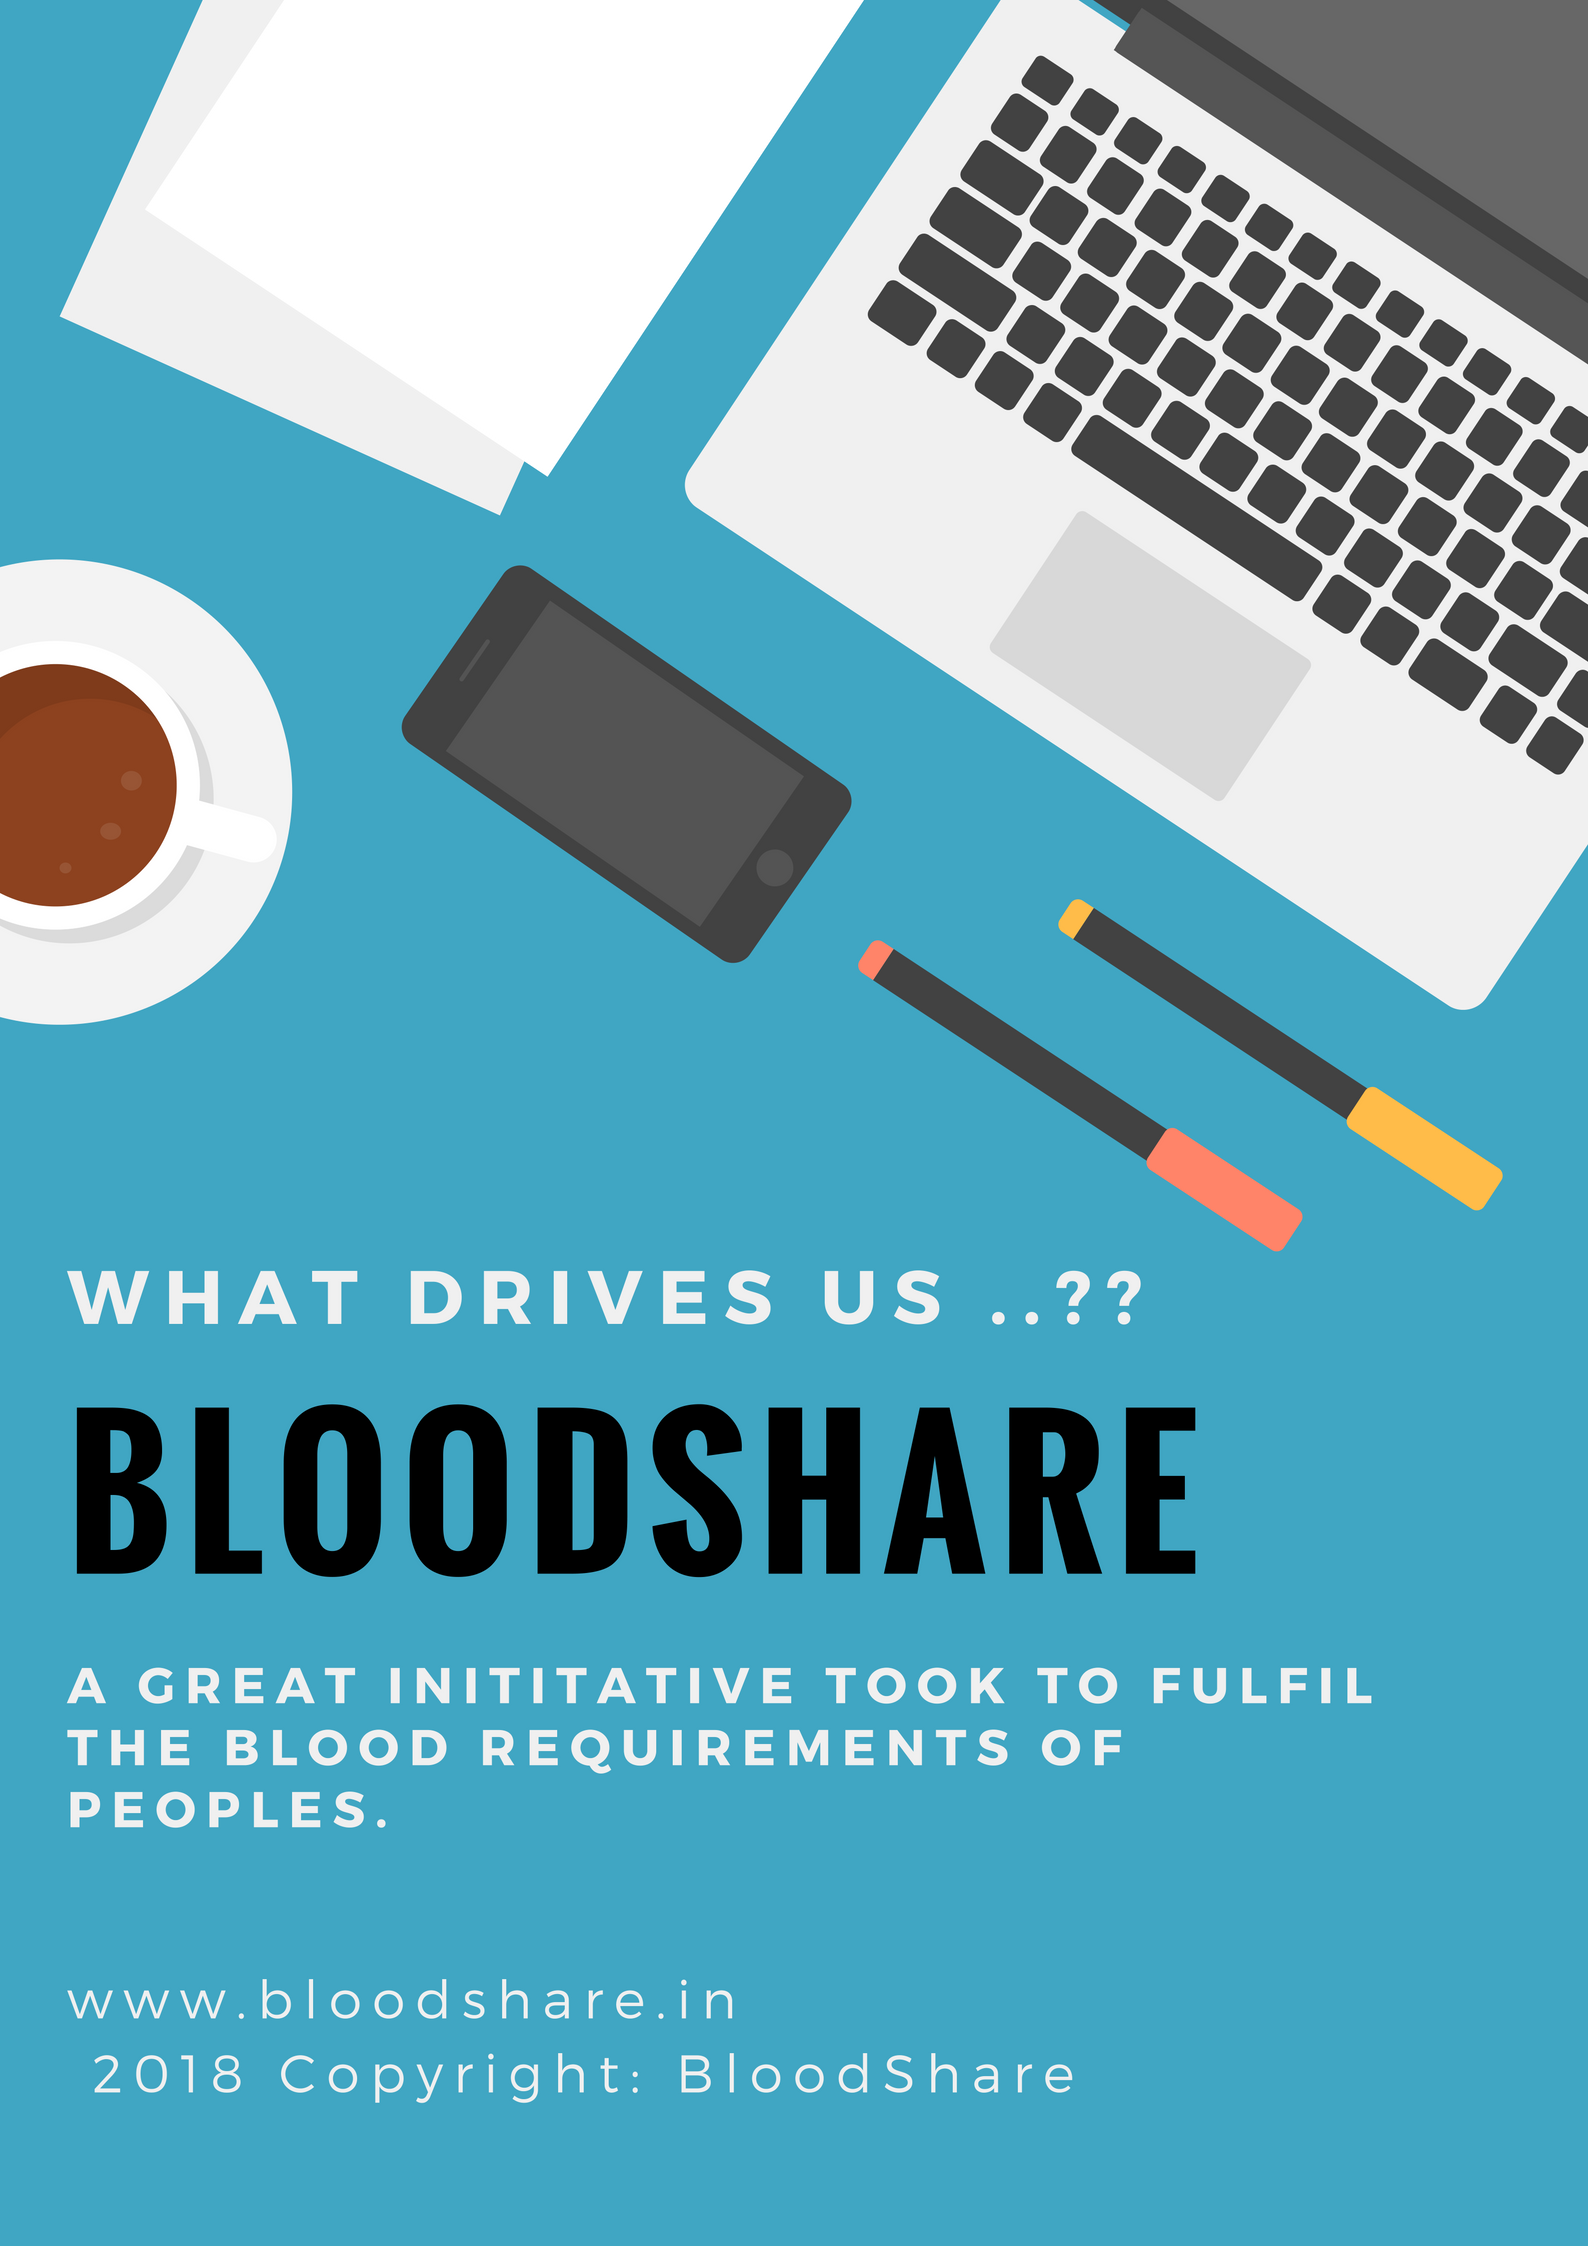 WHAT DRIVES US ..??
BLOODSHARE
A GREAT INITITATIVE TOOK TO FULFIL
THE BLOOD REQUIREMENTS OF
PEOPLES.
www.bloodshare.in
2018 Copyright: BloodShare